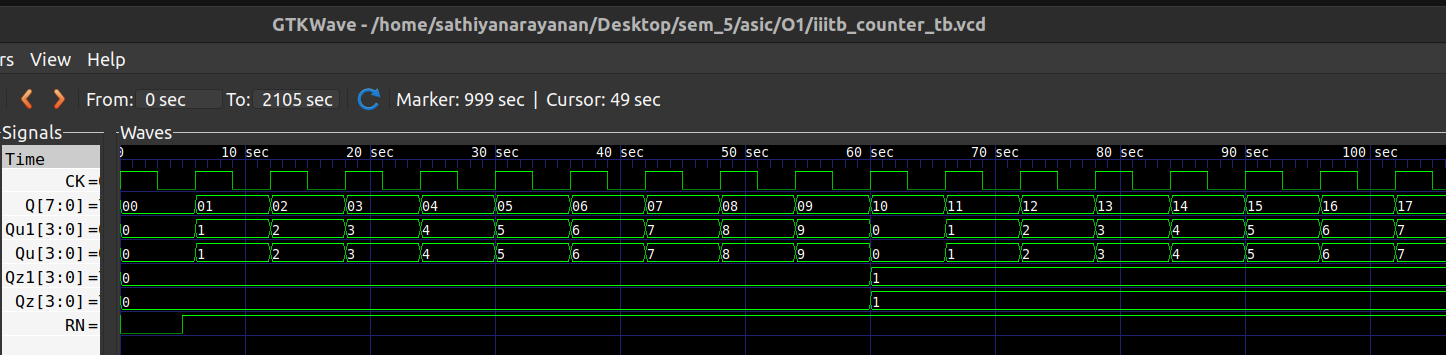 GTKWave - /home/sathiyanarayanan/Desktop/sem_5/asic/O1/iiitb_counter_tb.vcd
rs View Help
From: 0 sec To: 2105 sec Marker: 999 sec | Cursor: 49 sec
Signals Waves
Time 0 10 sec 20 sec 30 sec 40 sec 50 sec 60 sec 70 sec 80 sec 90 sec 100 sec
CK =
Q[7:0] = 00 01 02 03 04 05 06 07 08 09 10 11 12 13 14 15 16 17
Qu1[3:0] = 0 1 2 3 4 5 6 7 8 9 0 1 2 3 4 5 6 7
Qu[3:0] = 0 1 2 3 4 5 6 7 8 9 0 1 2 3 4 5 6 7
Qz1[3:0] = 0 1
Qz[3:0] = 0 1
RN =